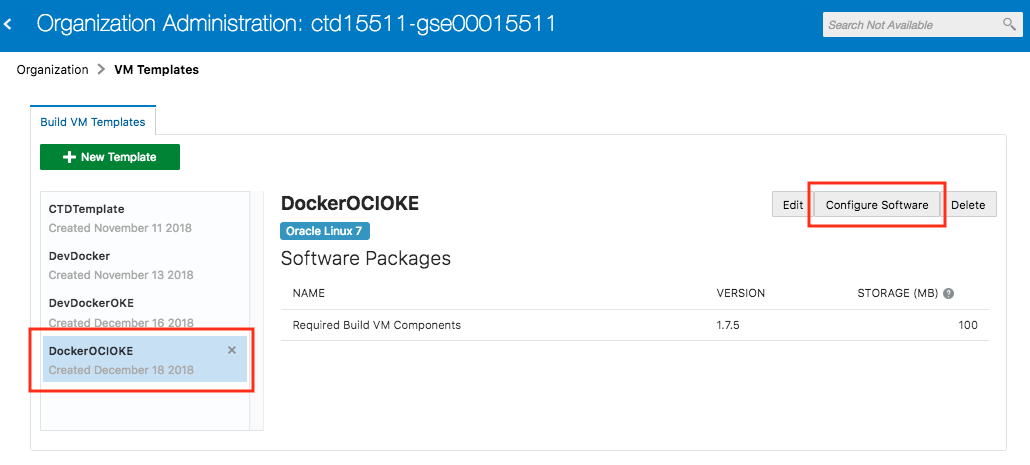 Organization Administration: ctd15511-gse00015511
Search Not Available
Organization > VM Templates
Build VM Templates
+ New Template
CTDTemplate
Created November 11 2018
DevDocker
Created November 13 2018
DevDockerOKE
Created December 16 2018
DockerOCIOKE ×
Created December 18 2018
DockerOCIOKE
Edit Configure Software Delete
Oracle Linux 7
Software Packages
NAME VERSION STORAGE (MB) ?
Required Build VM Components 1.7.5 100